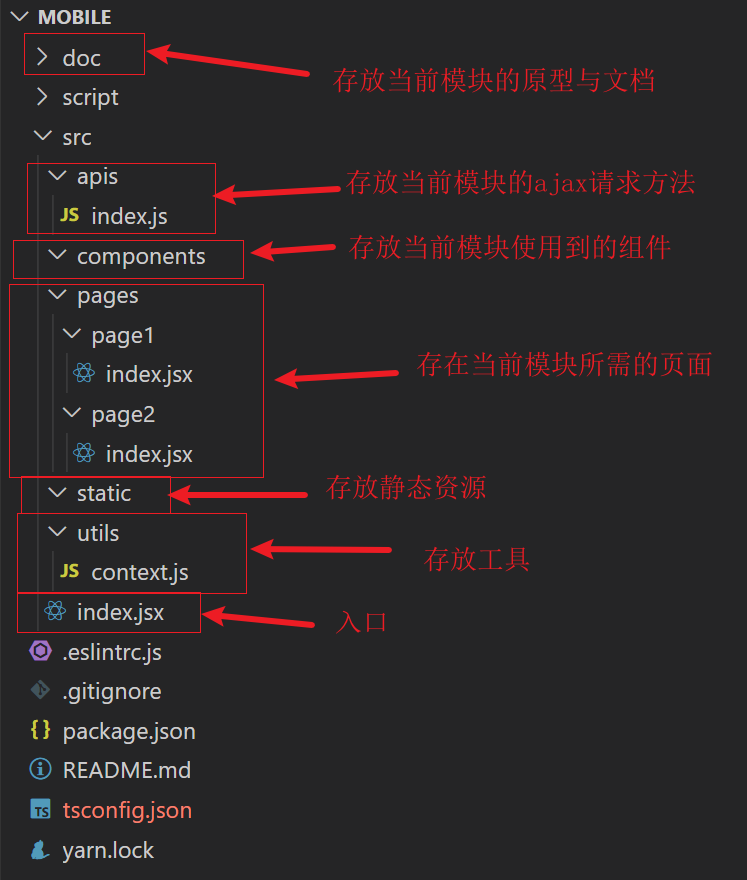 MOBILE
doc
存放当前模块的原型与文档
script
src
apis
存放当前模块的ajax请求方法
JS index.js
components
存放当前模块使用到的组件
pages
page1
index.jsx
存在当前模块所需的页面
page2
index.jsx
static
存放静态资源
utils
存放工具
JS context.js
index.jsx
入口
.eslintrc.js
.gitignore
{} package.json
README.md
TS tsconfig.json
yarn.lock